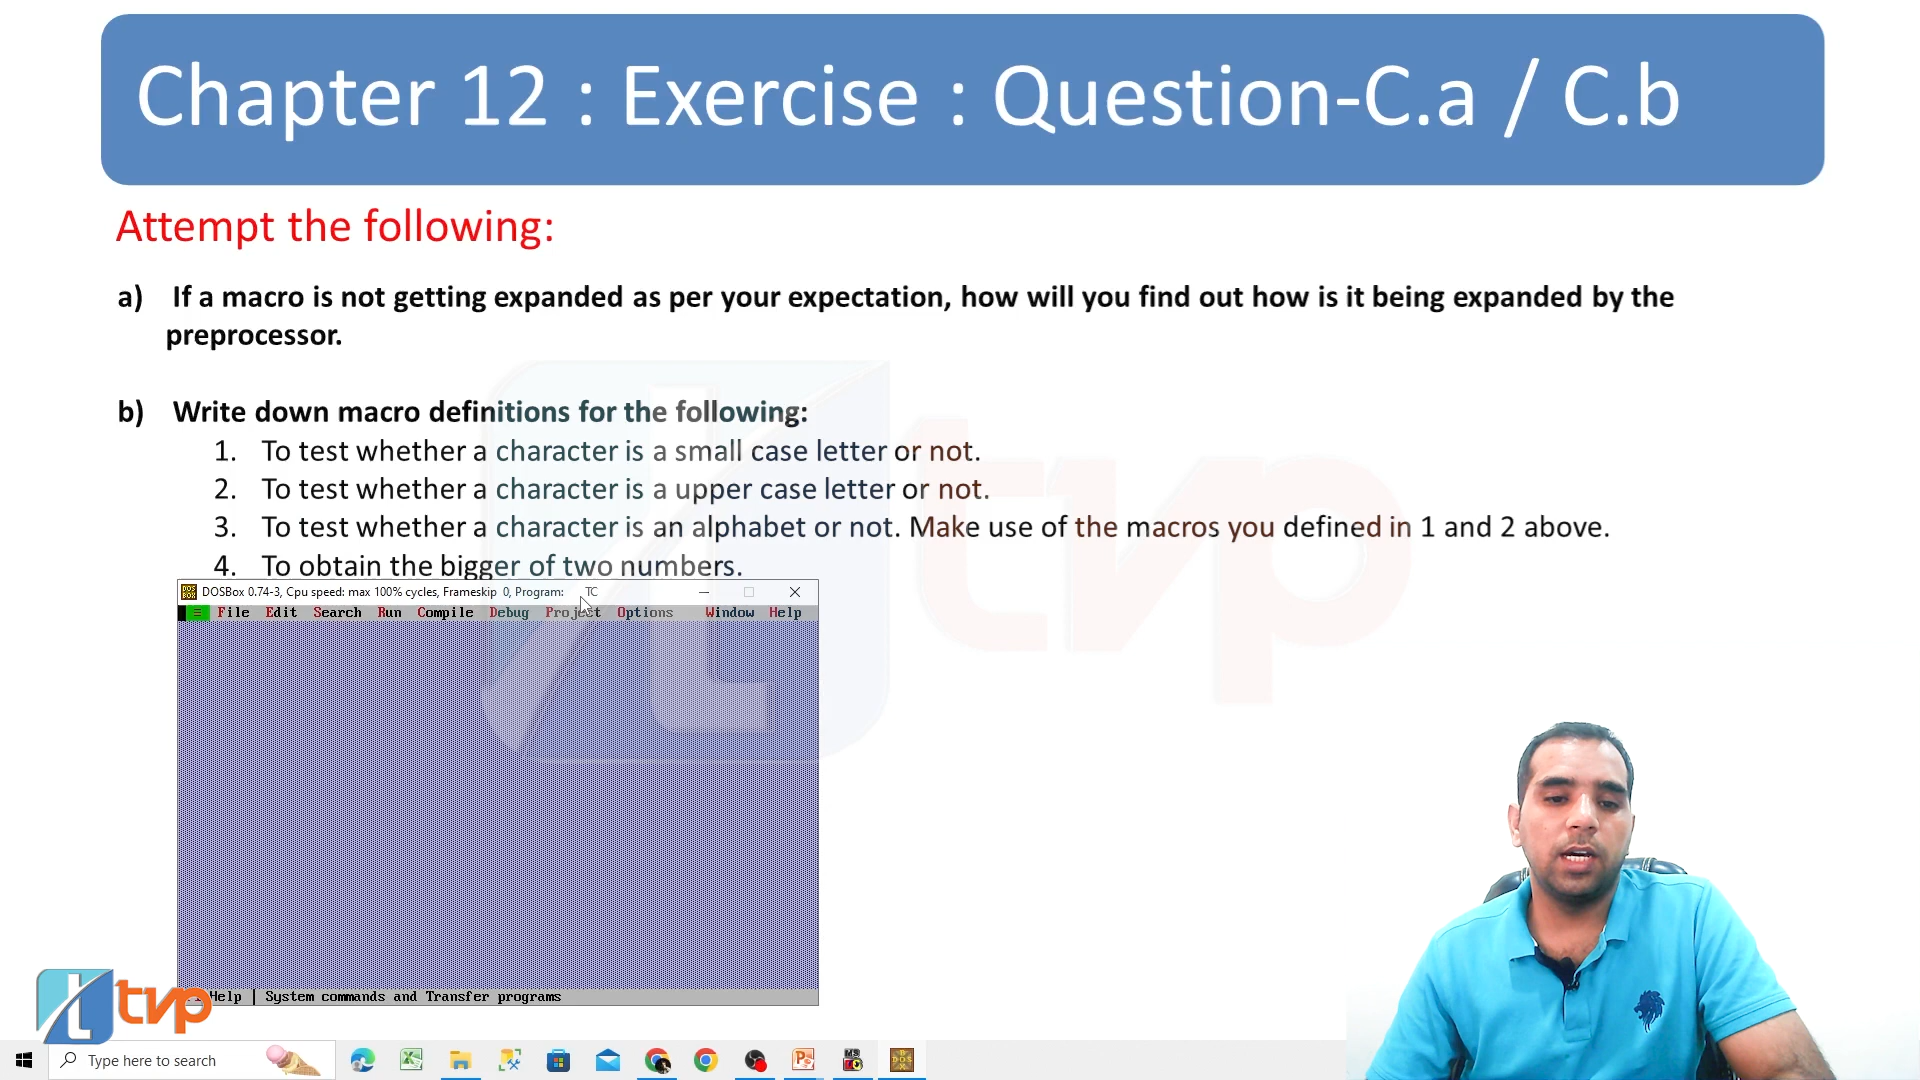 Chapter 12 : Exercise : Question-C.a / C.b
Attempt the following:
a) If a macro is not getting expanded as per your expectation, how will you find out how is it being expanded by the
preprocessor.
b) Write down macro definitions for the following:
1. To test whether a character is a small case letter or not.
2. To test whether a character is a upper case letter or not.
3. To test whether a character is an alphabet or not. Make use of the macros you defined in 1 and 2 above.
4. To obtain the bigger of two numbers.
DOSBox 0.74-3, Cpu speed: max 100% cycles, Frameskip 0, Program: TC
File Edit Search Run Compile Debug Project Options Window Help
tvp
Help | System commands and Transfer programs
tvp
Type here to search